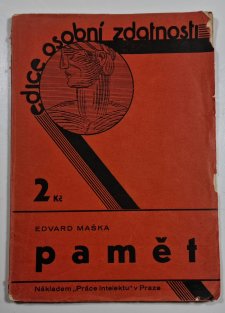 edice osobní zdatnosti
2 Kč
EDVARD MAŠKA
paměť
Nákladem „Práce intelektu“ v Praze